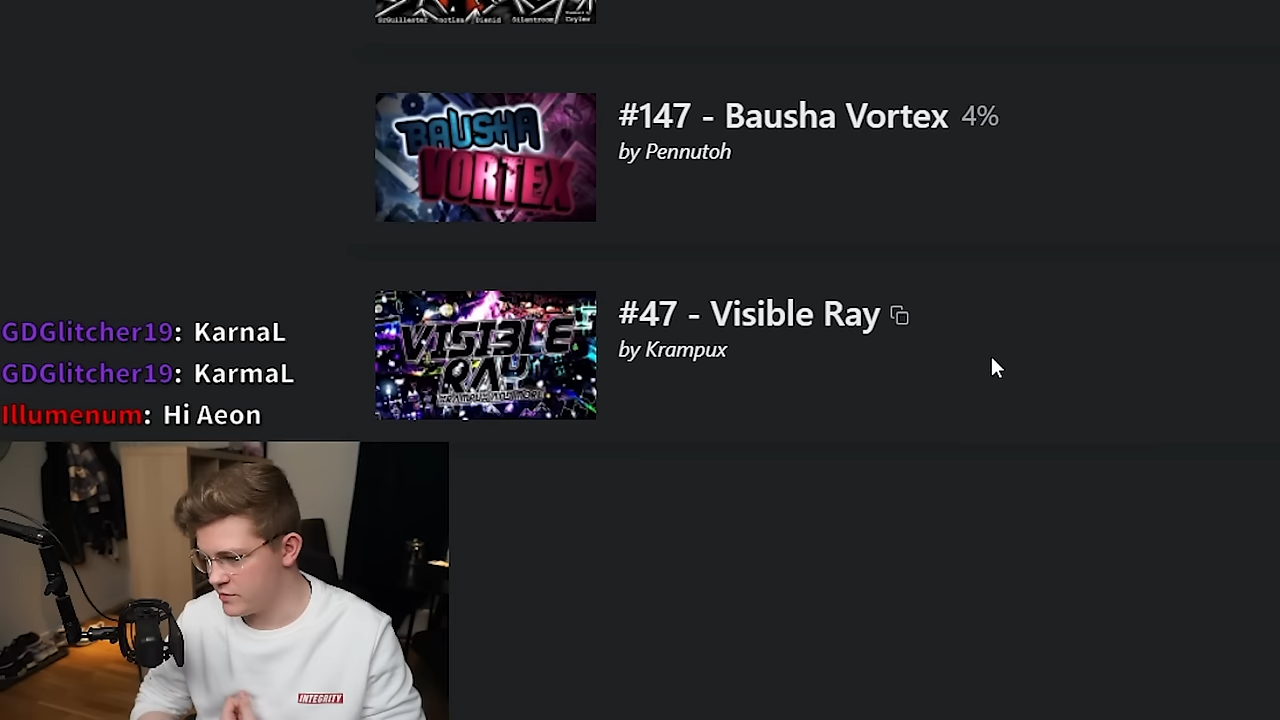 #147 - Bausha Vortex 4%
by Pennutoh
BAUSHA
VORTEX
#47 - Visible Ray
by Krampux
VISIBLE
RAY
GDGlitcher19: KarnaL
GDGlitcher19: KarmaL
Illumenum: Hi Aeon
INTEGRITY